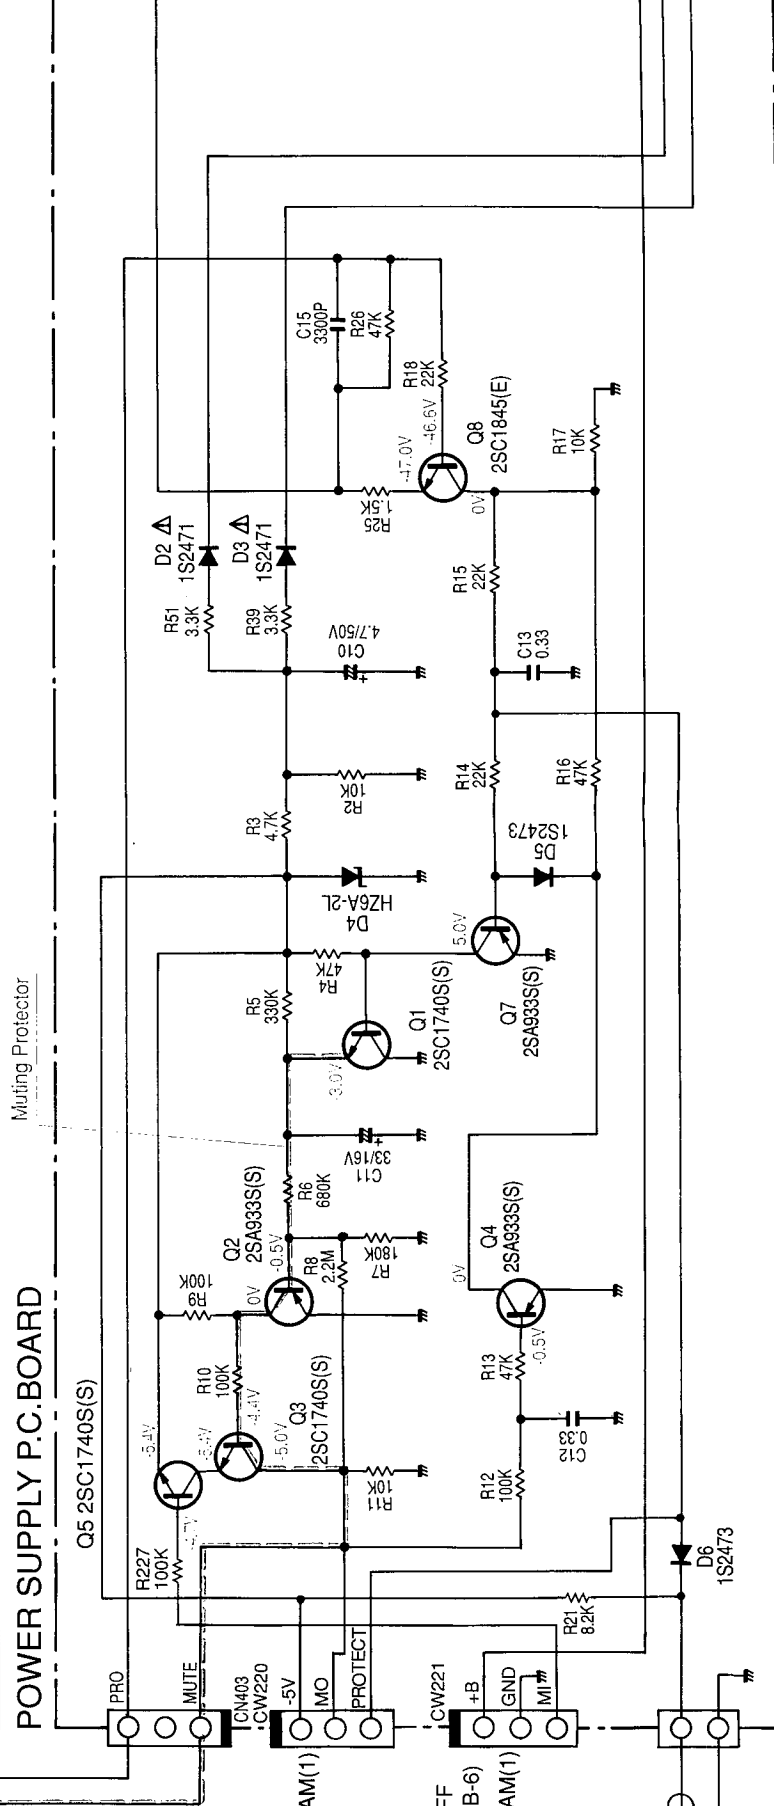 C15
3300P
R26
47K
R18
22K
-46.6V
-47.0V
Q8
2SC1845(E)
R17
10K
R25
1.5K
0V
D2
1S2471
D3
1S2471
R51
3.3K
R39
3.3K
C10
4.7/50V
R15
22K
C13
0.33
R2
10K
R14
22K
R16
47K
R3
4.7K
D5
1S2473
D4
HZ6A-2L
5.0V
Muting Protector
R4
47K
R5
330K
Q1
2SC1740S(S)
Q7
2SA933S(S)
-3.0V
C11
33/16V
R6
680K
Q2
2SA933S(S)
-0.5V
R7
180K
R8
2.2M
Q4
2SA933S(S)
0V
R9
100K
0V
POWER SUPPLY P.C.BOARD
Q5 2SC1740S(S)
R10
100K
R13
47K
-0.5V
Q3
2SC1740S(S)
-4.4V
-5.4V
-5.4V
-5.0V
C12
0.33
R11
10K
R12
100K
R227
100K
D6
1S2473
R21
8.2K
PRO
MUTE
CN403
CW220
-5V
MO
PROTECT
CW221
+B
GND
MI
AM(1)
FF
B-6)
AM(1)